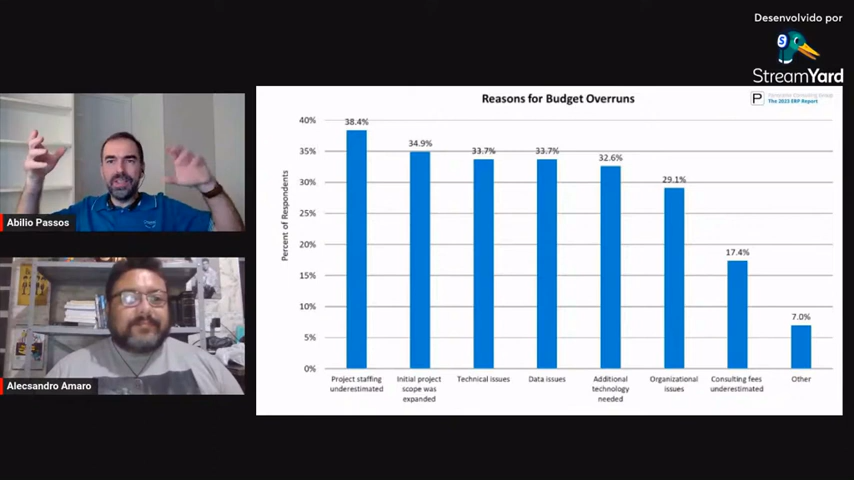 Desenvolvido por
StreamYard
Reasons for Budget Overruns
P
The 2023 ERP Report
Percent of Respondents
40%
35%
30%
25%
20%
15%
10%
5%
0%
38.4%
34.9%
33.7%
33.7%
32.6%
29.1%
17.4%
7.0%
Project staffing
underestimated
Initial project
scope was
expanded
Technical issues
Data issues
Additional
technology
needed
Organizational
issues
Consulting fees
underestimated
Other
Abilio Passos
Alecsandro Amaro